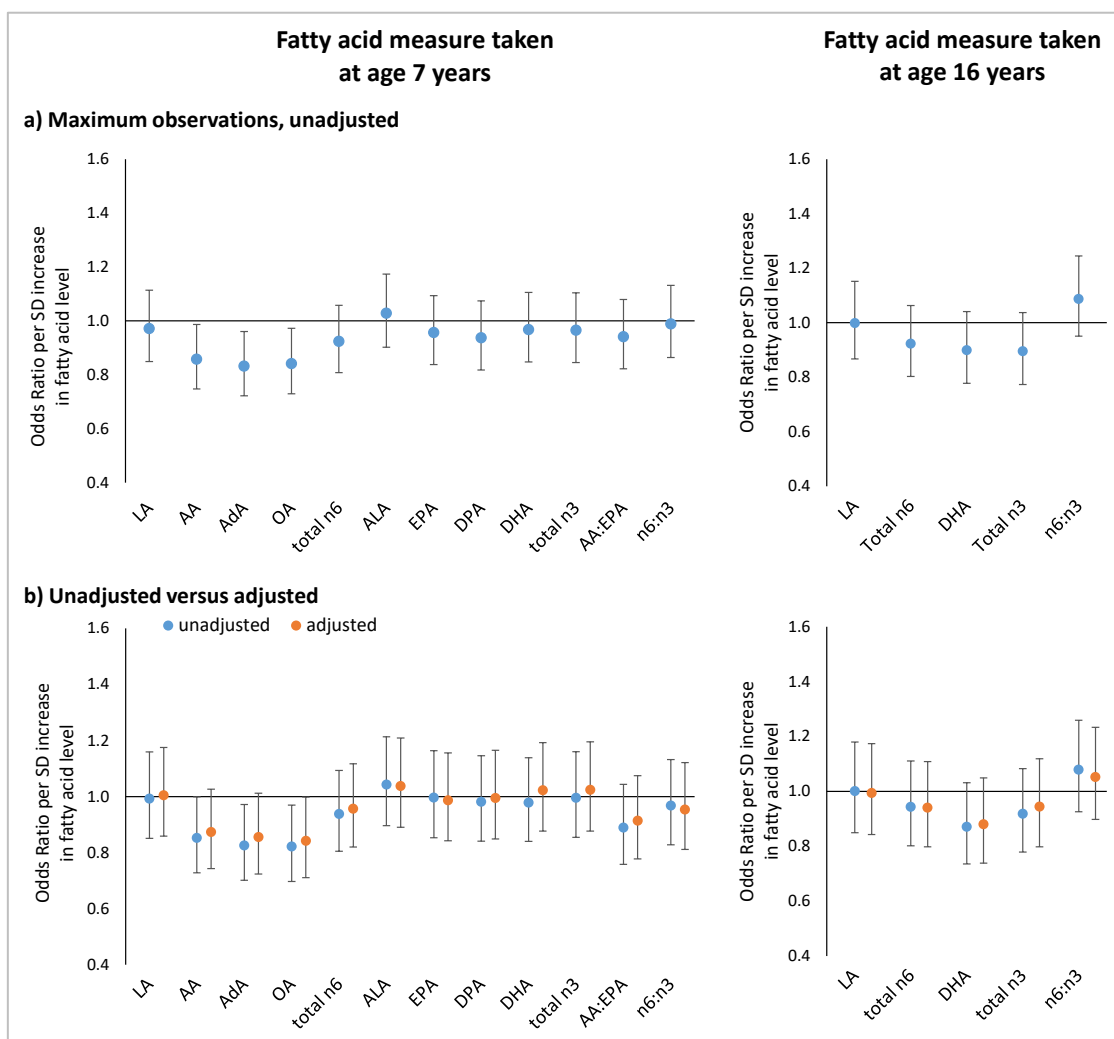 Fatty acid measure taken
at age 7 years
Fatty acid measure taken
at age 16 years
a) Maximum observations, unadjusted
Odds Ratio per SD increase
in fatty acid level
1.6
1.4
1.2
1.0
0.8
0.6
0.4
LA
AA
AdA
OA
total n6
ALA
EPA
DPA
DHA
total n3
AA:EPA
n6:n3
Odds Ratio per SD increase
in fatty acid level
1.6
1.4
1.2
1.0
0.8
0.6
0.4
LA
Total n6
DHA
Total n3
n6:n3
b) Unadjusted versus adjusted
unadjusted adjusted
Odds Ratio per SD increase
in fatty acid level
1.6
1.4
1.2
1.0
0.8
0.6
0.4
LA
AA
AdA
OA
total n6
ALA
EPA
DPA
DHA
total n3
AA:EPA
n6:n3
Odds Ratio per SD increase
in fatty acid level
1.6
1.4
1.2
1.0
0.8
0.6
0.4
LA
total n6
DHA
total n3
n6:n3